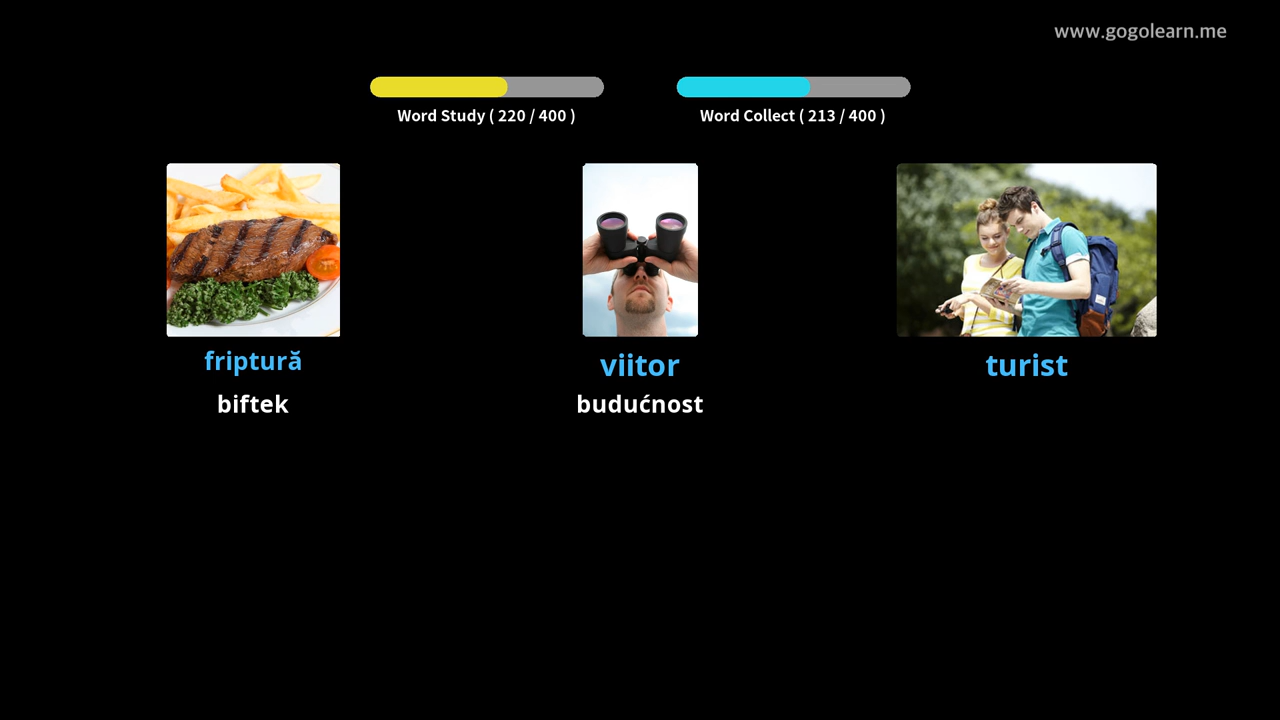 www.gogolearn.me
Word Study ( 220 / 400 )
Word Collect ( 213 / 400 )
friptură
viitor
turist
biftek
budućnost